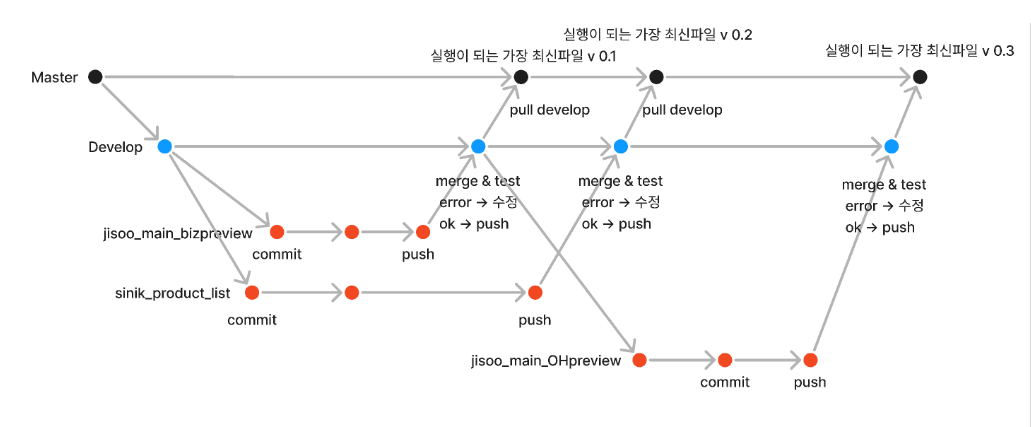 실행이 되는 가장 최신파일 v 0.2
실행이 되는 가장 최신파일 v 0.1
실행이 되는 가장 최신파일 v 0.3
Master
pull develop
pull develop
Develop
merge & test
error → 수정
ok → push
merge & test
error → 수정
ok → push
merge & test
error → 수정
ok → push
jisoo_main_bizpreview
commit
push
sinik_product_list
commit
push
jisoo_main_OHpreview
commit
push